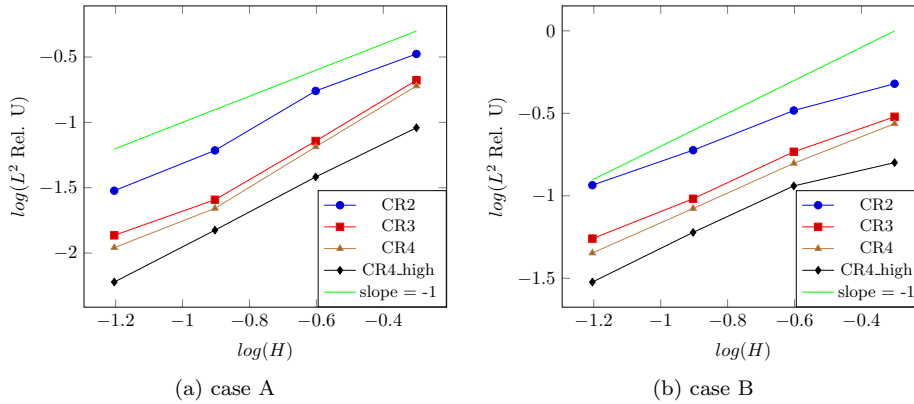 −0.5
−1
−1.5
−2
log(L² Rel. U)
−1.2
−1
−0.8
−0.6
−0.4
log(H)
CR2
CR3
CR4
CR4_high
slope = -1
(a) case A
0
−0.5
−1
−1.5
log(L² Rel. U)
−1.2
−1
−0.8
−0.6
−0.4
log(H)
CR2
CR3
CR4
CR4_high
slope = -1
(b) case B